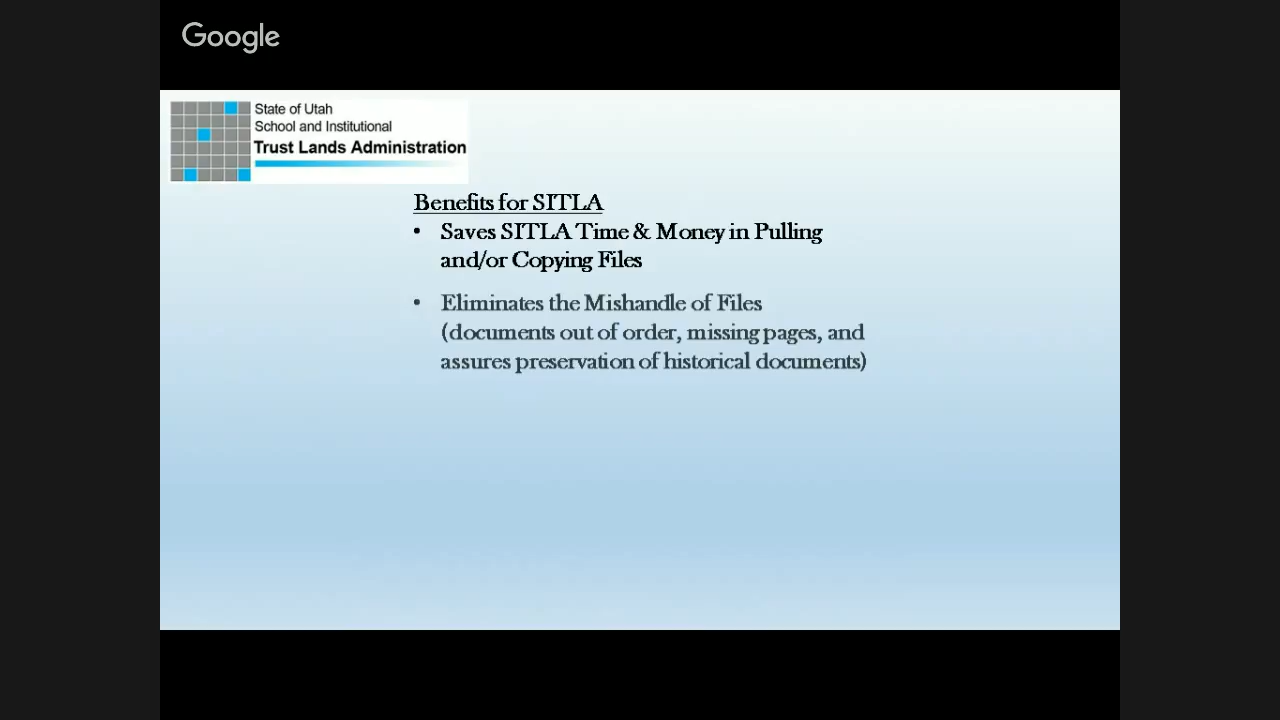 Google
State of Utah
School and Institutional
Trust Lands Administration
Benefits for SITLA
• Saves SITLA Time & Money in Pulling
and/or Copying Files
• Eliminates the Mishandle of Files
(documents out of order, missing pages, and
assures preservation of historical documents)